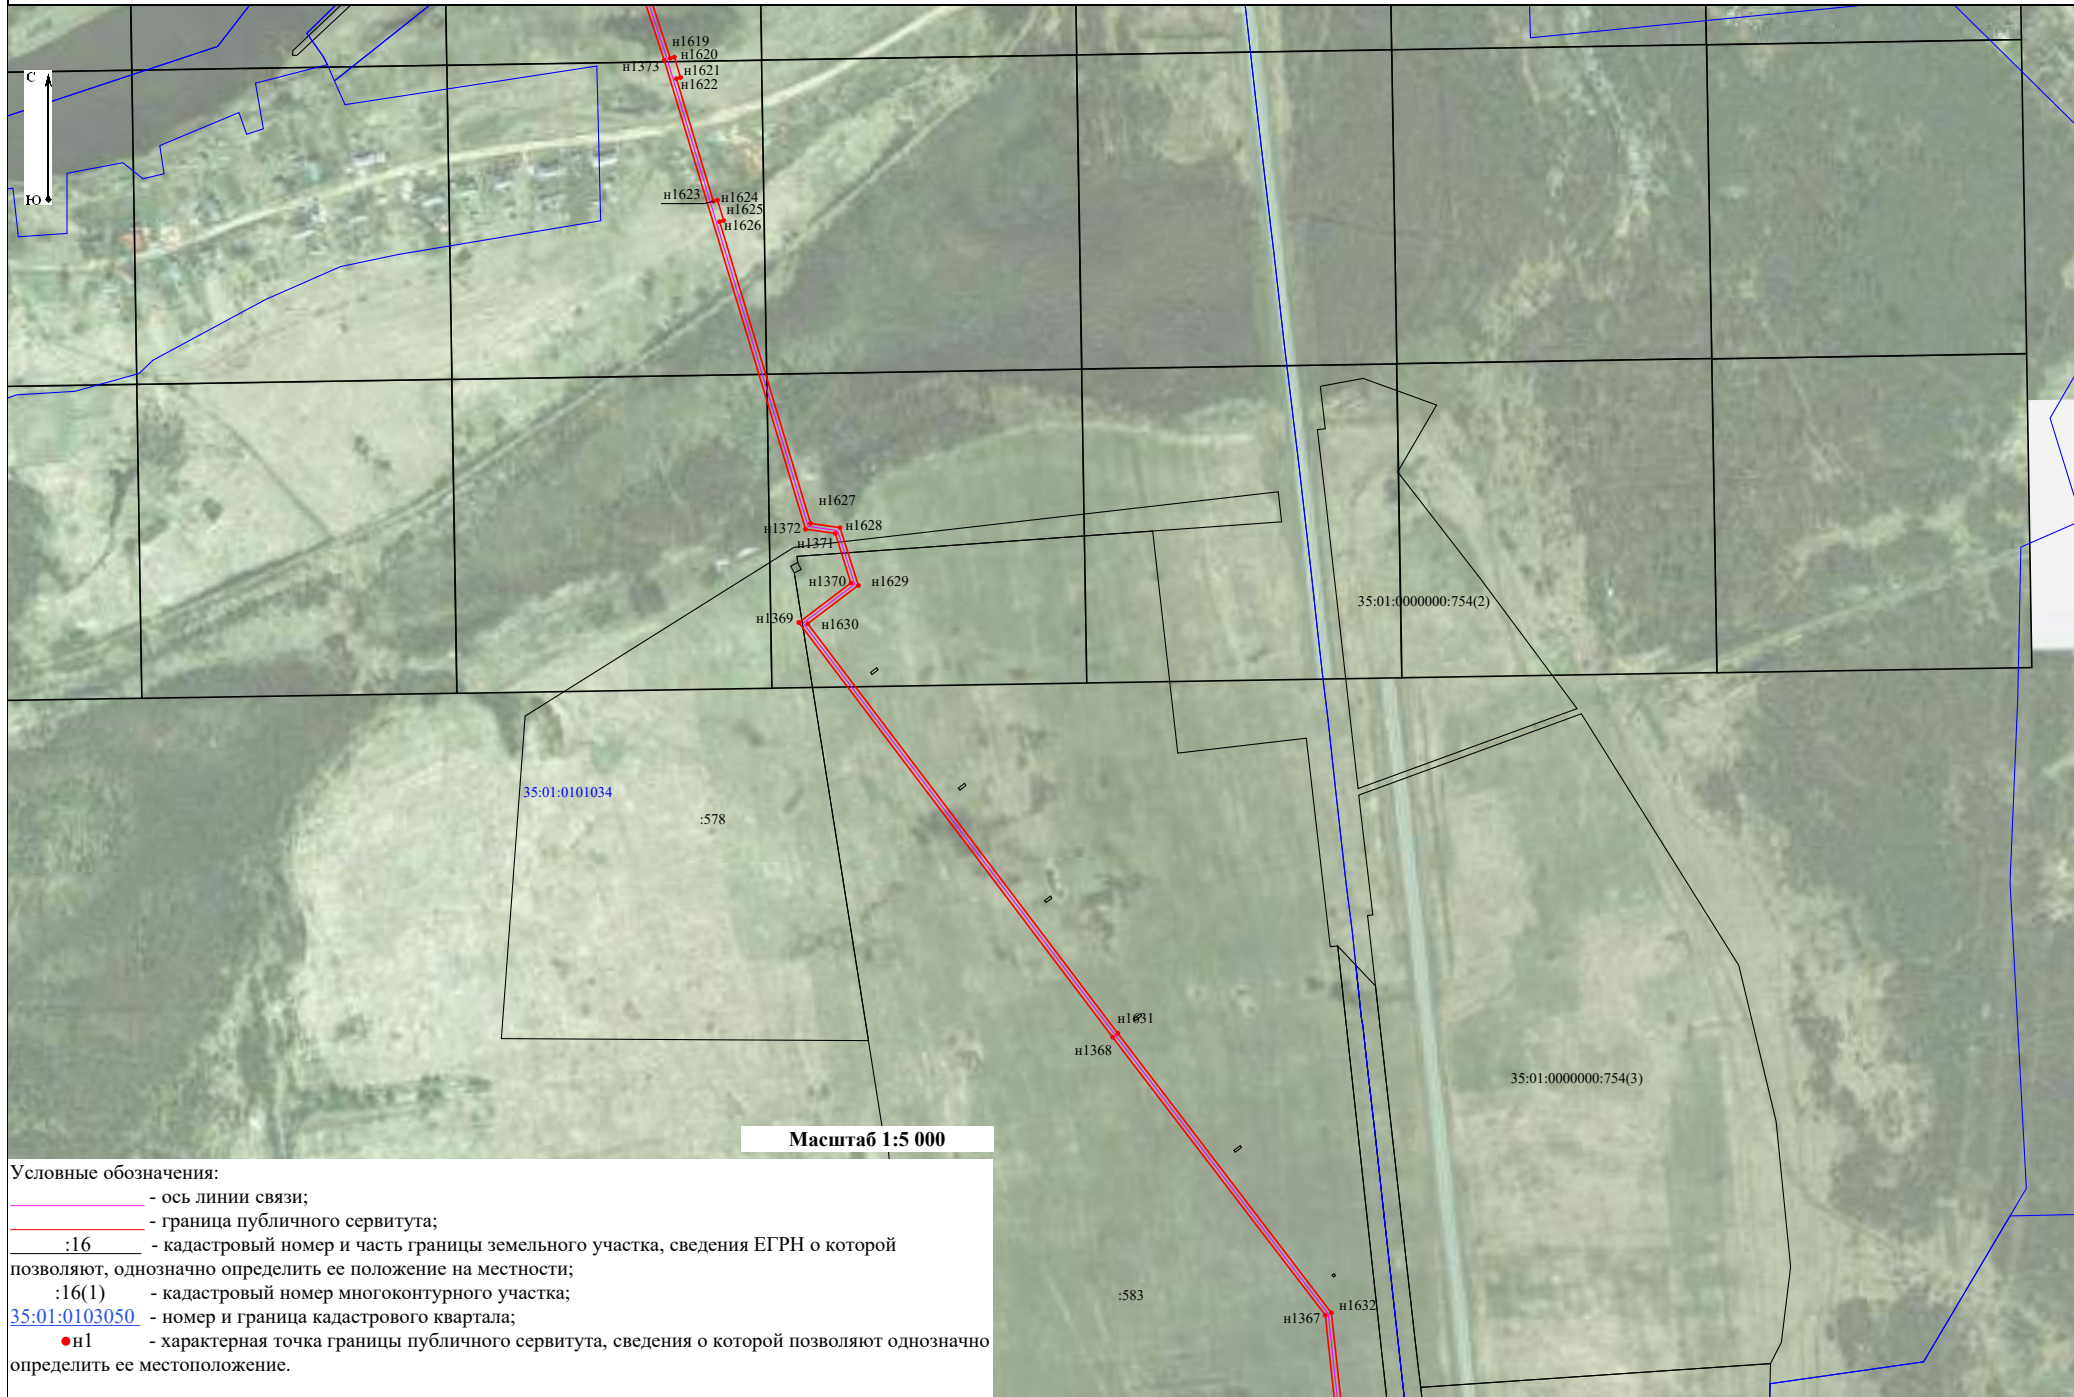 н1619
н1620
н1373
н1621
н1622
С
Ю
н1623
н1624
н1625
н1626
н1627
н1372
н1628
н1371
н1370
н1629
35:01:0000000:754(2)
н1369
н1630
35:01:0101034
:578
н1631
н1368
35:01:0000000:754(3)
Масштаб 1:5 000
:583
н1632
н1367
Условные обозначения:
- ось линии связи;
- граница публичного сервитута;
:16 - кадастровый номер и часть границы земельного участка, сведения ЕГРН о которой
позволяют, однозначно определить ее положение на местности;
:16(1) - кадастровый номер многоконтурного участка;
35:01:0103050 - номер и граница кадастрового квартала;
н1 - характерная точка границы публичного сервитута, сведения о которой позволяют однозначно
определить ее местоположение.